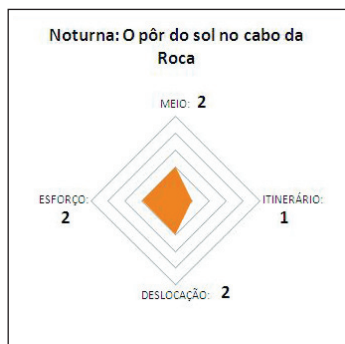 Noturna: O pôr do sol no cabo da
Roca
MEIO: 2
ESFORÇO:
2
ITINERÁRIO:
1
DESLOCAÇÃO: 2